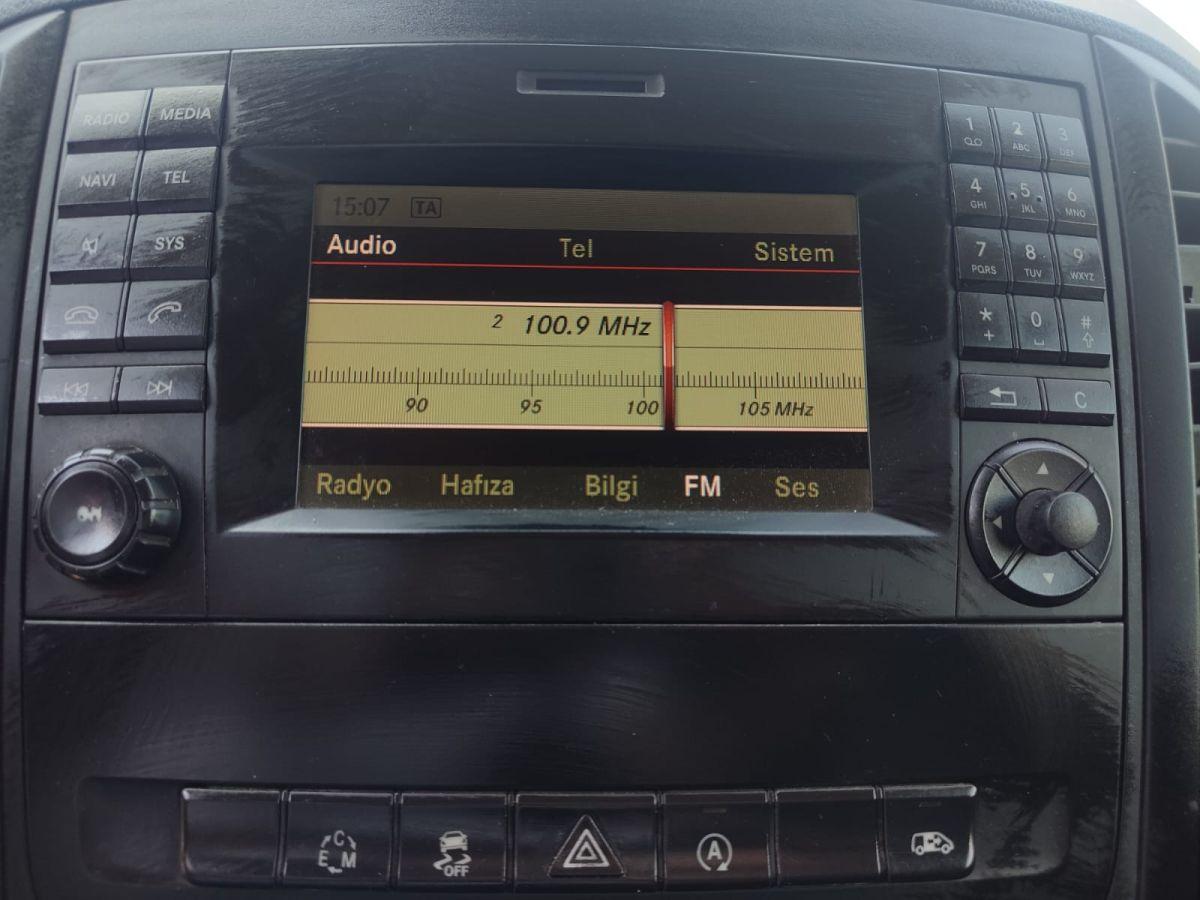 RADIO MEDIA
NAVI TEL
SYS
15:07 TA
Audio Tel Sistem
2 100.9 MHz
90 95 100 105 MHz
Radyo Hafıza Bilgi FM Ses
1 2 ABC 3 DEF
4 GHI 5 JKL 6 MNO
7 PQRS 8 TUV 9 WXYZ
* + 0 #
C
C
E M
OFF
A